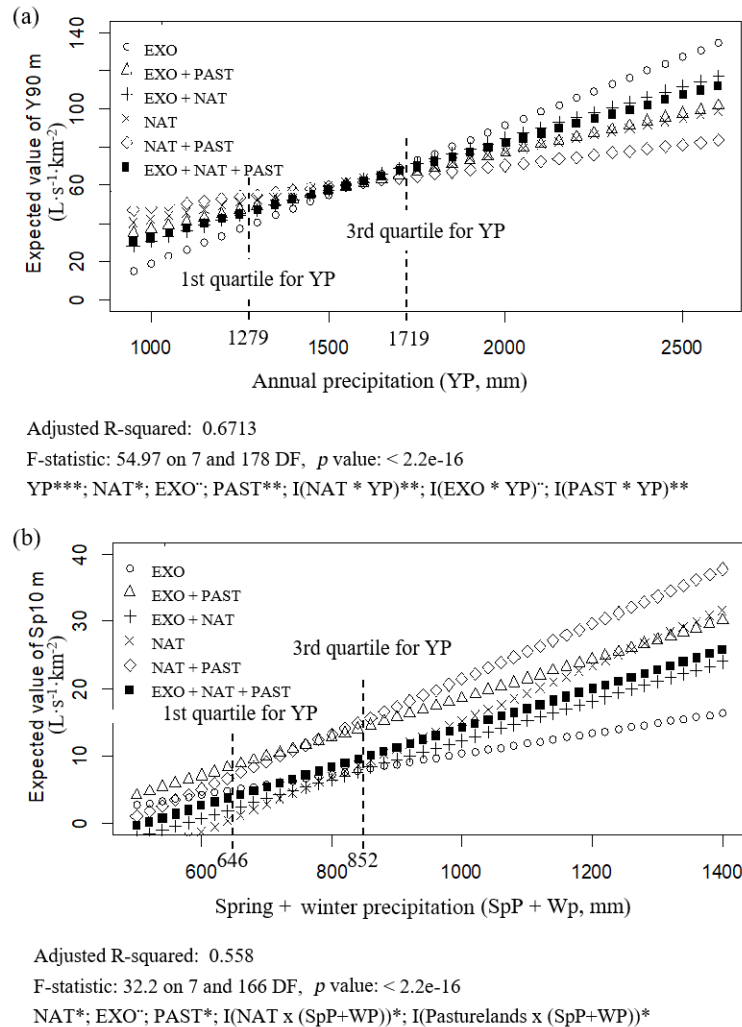 (a)
EXO
EXO + PAST
EXO + NAT
NAT
NAT + PAST
EXO + NAT + PAST
3rd quartile for YP
1st quartile for YP
Expected value of Y90 m
(L·s⁻¹·km⁻²)
0 20 60 100
1000 1500 2000 2500
1279 1719
Annual precipitation (YP, mm)
Adjusted R-squared: 0.6713
F-statistic: 54.97 on 7 and 178 DF, p value: < 2.2e-16
YP***; NAT*; EXO¨; PAST**; I(NAT * YP)**; I(EXO * YP)¨; I(PAST * YP)**
(b)
EXO
EXO + PAST
EXO + NAT
NAT
NAT + PAST
EXO + NAT + PAST
3rd quartile for YP
1st quartile for YP
Expected value of Sp10 m
(L·s⁻¹·km⁻²)
0 10 20 30 40
600 800 1000 1200 1400
646 852
Spring + winter precipitation (SpP + Wp, mm)
Adjusted R-squared: 0.558
F-statistic: 32.2 on 7 and 166 DF, p value: < 2.2e-16
NAT*; EXO¨; PAST*; I(NAT x (SpP+WP))*; I(Pasturelands x (SpP+WP))*